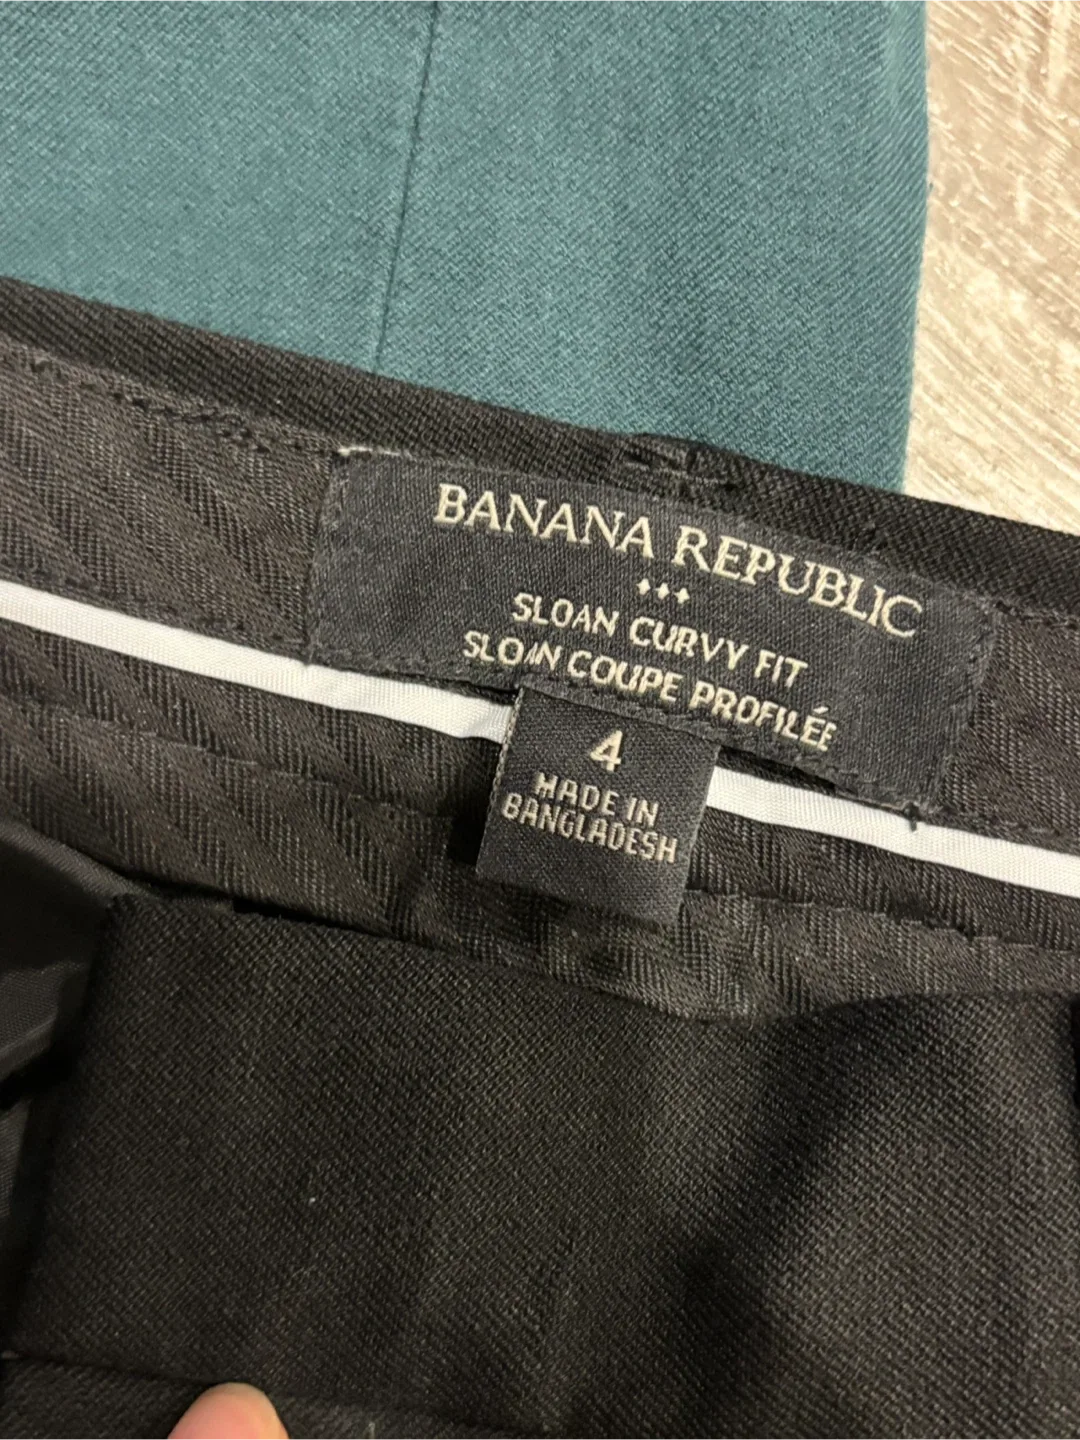 BANANA REPUBLIC
SLOAN CURVY FIT
SLOAN COUPE PROFILÉE
4
MADE IN
BANGLADESH